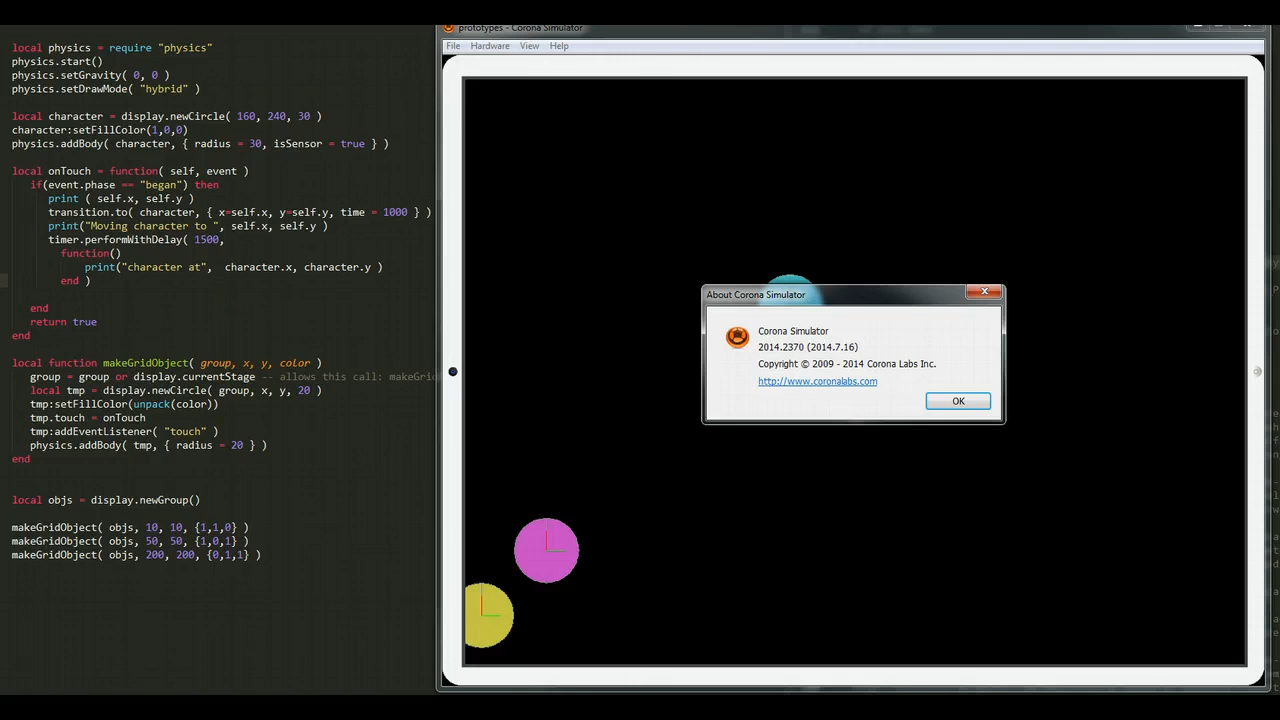 local physics = require "physics"
physics.start()
physics.setGravity( 0, 0 )
physics.setDrawMode( "hybrid" )
local character = display.newCircle( 160, 240, 30 )
character:setFillColor(1,0,0)
physics.addBody( character, { radius = 30, isSensor = true } )
local onTouch = function( self, event )
if(event.phase == "began") then
print ( self.x, self.y )
transition.to( character, { x=self.x, y=self.y, time = 1000 } )
print("Moving character to ", self.x, self.y )
timer.performWithDelay( 1500,
function()
print("character at",  character.x, character.y )
end )
end
return true
end
local function makeGridObject( group, x, y, color )
group = group or display.currentStage -- allows this call: makeGrid
local tmp = display.newCircle( group, x, y, 20 )
tmp:setFillColor(unpack(color))
tmp.touch = onTouch
tmp:addEventListener( "touch" )
physics.addBody( tmp, { radius = 20 } )
end
local objs = display.newGroup()
makeGridObject( objs, 10, 10, {1,1,0} )
makeGridObject( objs, 50, 50, {1,0,1} )
makeGridObject( objs, 200, 200, {0,1,1} )
prototypes - Corona Simulator
File Hardware View Help
About Corona Simulator
Corona Simulator
2014.2370 (2014.7.16)
Copyright © 2009 - 2014 Corona Labs Inc.
http://www.coronalabs.com
OK